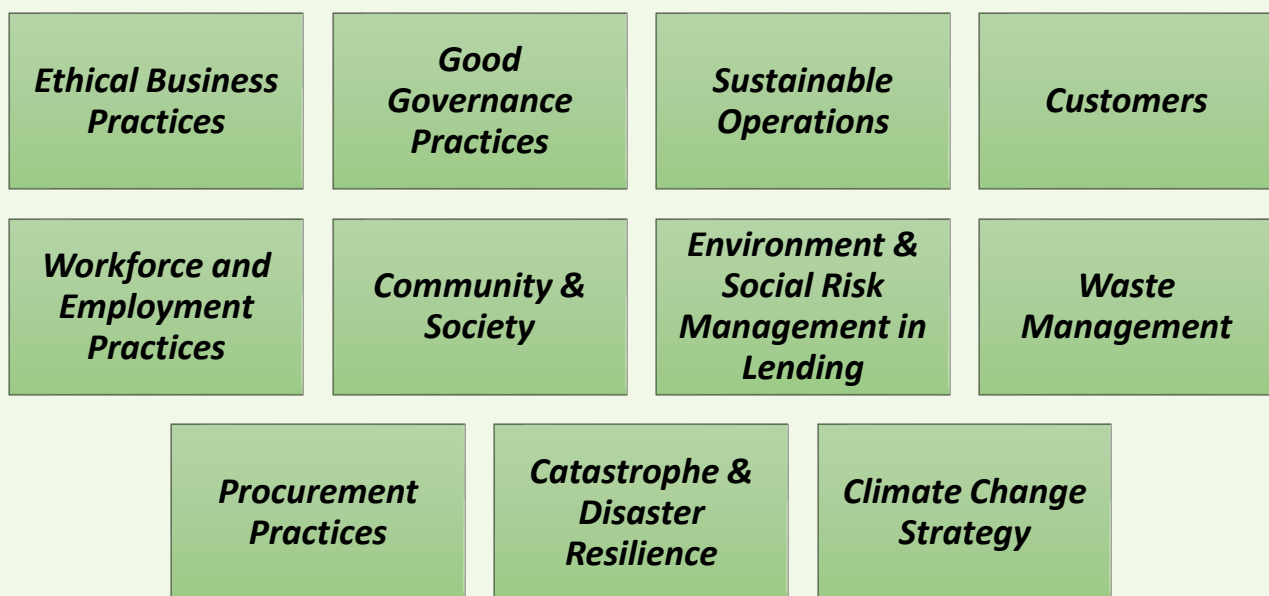 Ethical Business
Practices
Good
Governance
Practices
Sustainable
Operations
Customers
Workforce and
Employment
Practices
Community &
Society
Environment &
Social Risk
Management in
Lending
Waste
Management
Procurement
Practices
Catastrophe &
Disaster
Resilience
Climate Change
Strategy